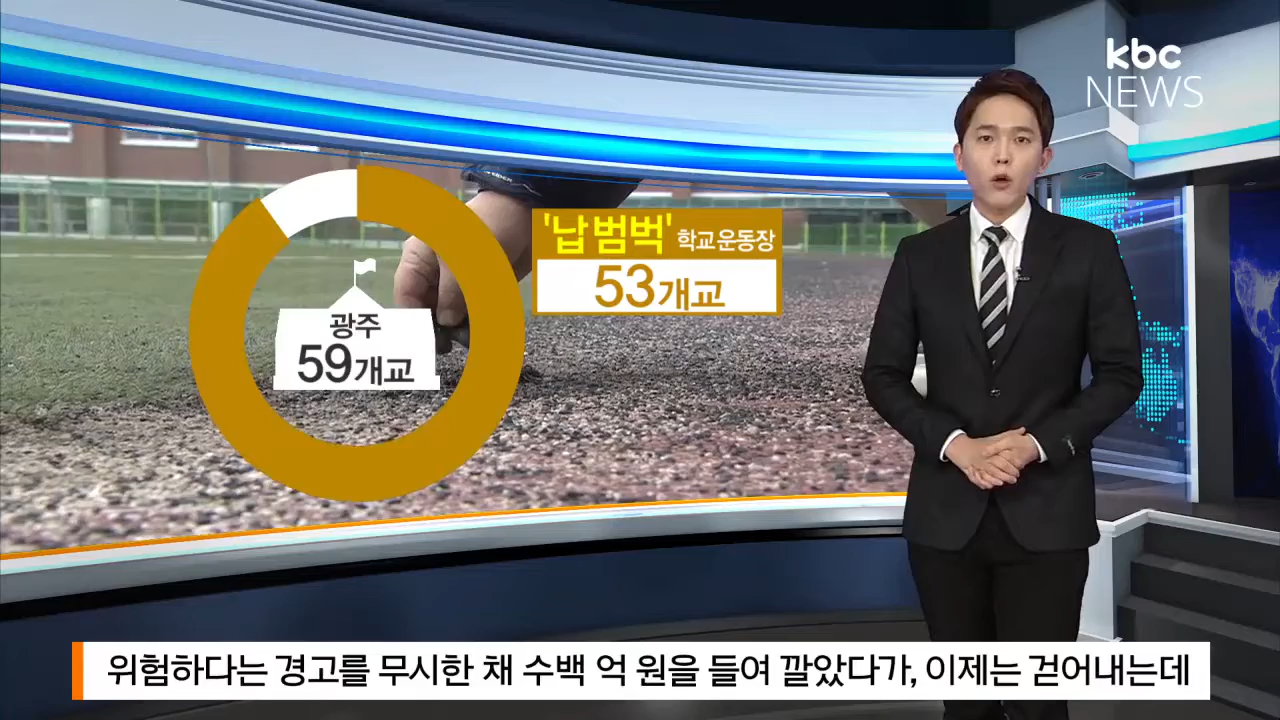 kbc
NEWS
'납 범벅' 학교 운동장
53개교
광주
59개교
위험하다는 경고를 무시한 채 수백 억 원을 들여 깔았다가, 이제는 걷어내는데